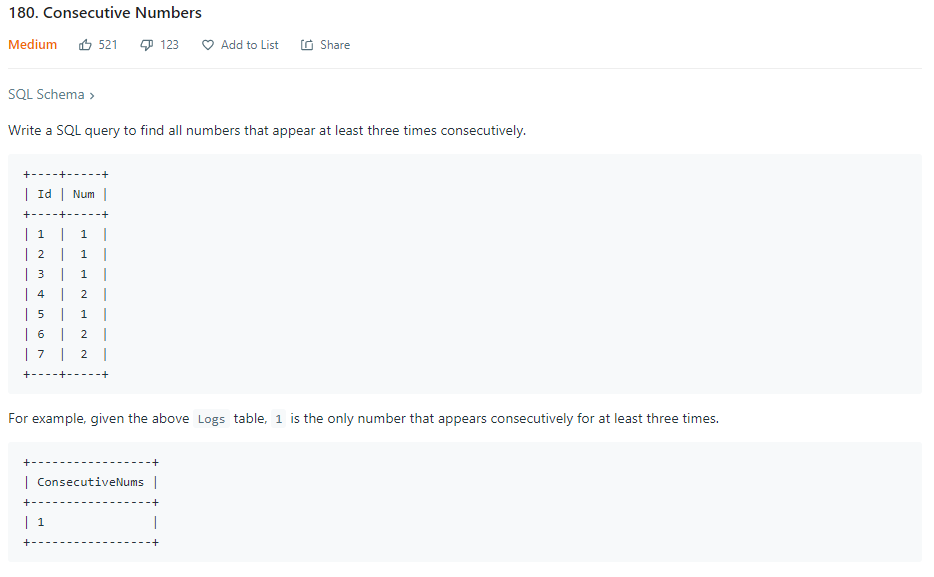 180. Consecutive Numbers
Medium 521 123 Add to List Share
SQL Schema >
Write a SQL query to find all numbers that appear at least three times consecutively.
+----+-----+
| Id | Num |
+----+-----+
| 1  |  1  |
| 2  |  1  |
| 3  |  1  |
| 4  |  2  |
| 5  |  1  |
| 6  |  2  |
| 7  |  2  |
+----+-----+
For example, given the above Logs table, 1 is the only number that appears consecutively for at least three times.
+-----------------+
| ConsecutiveNums |
+-----------------+
| 1               |
+-----------------+